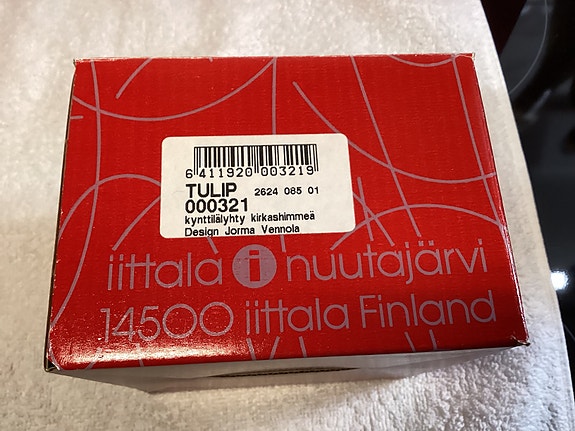 6 411920 003219
TULIP 2624 085 01
000321
kynttilälyhty kirkashimmeä
Design Jorma Vennola
iittala i nuutajärvi
14500 iittala Finland